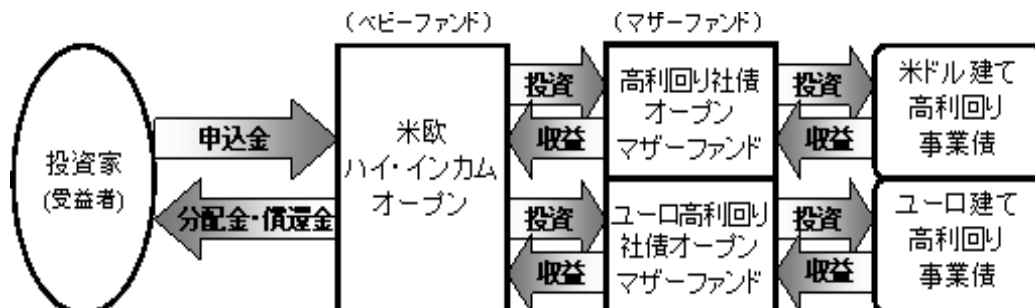 （ベビーファンド）
（マザーファンド）
投資家
(受益者)
申込金
分配金・償還金
米欧
ハイ・インカム
オープン
投資
収益
投資
収益
高利回り社債
オープン
マザーファンド
ユーロ高利回り
社債オープン
マザーファンド
投資
収益
投資
収益
米ドル建て
高利回り
事業債
ユーロ建て
高利回り
事業債